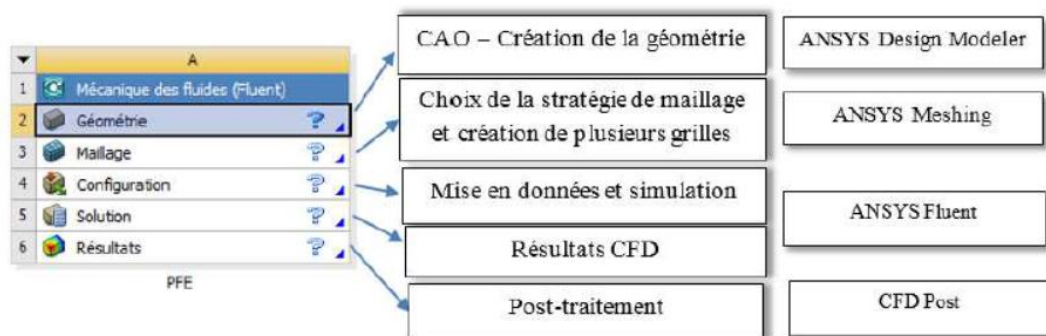 A
1 Mécanique des fluides (Fluent)
2 Géométrie ?
3 Maillage ?
4 Configuration ?
5 Solution ?
6 Résultats ?
PFE
CAO – Création de la géométrie
Choix de la stratégie de maillage
et création de plusieurs grilles
Mise en données et simulation
Résultats CFD
Post-traitement
ANSYS Design Modeler
ANSYS Meshing
ANSYS Fluent
CFD Post